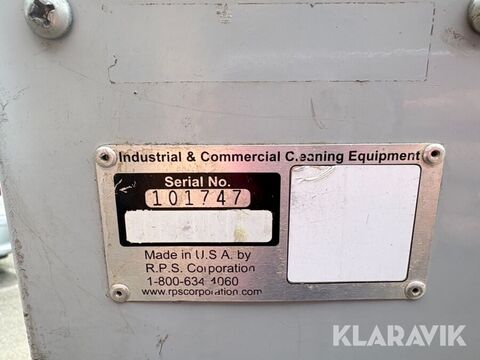 Industrial & Commercial Cleaning Equipment
Serial No.
101747
Made in U.S.A. by
R.P.S. Corporation
1-800-634-4060
www.rpscorporation.com
KLARAVIK